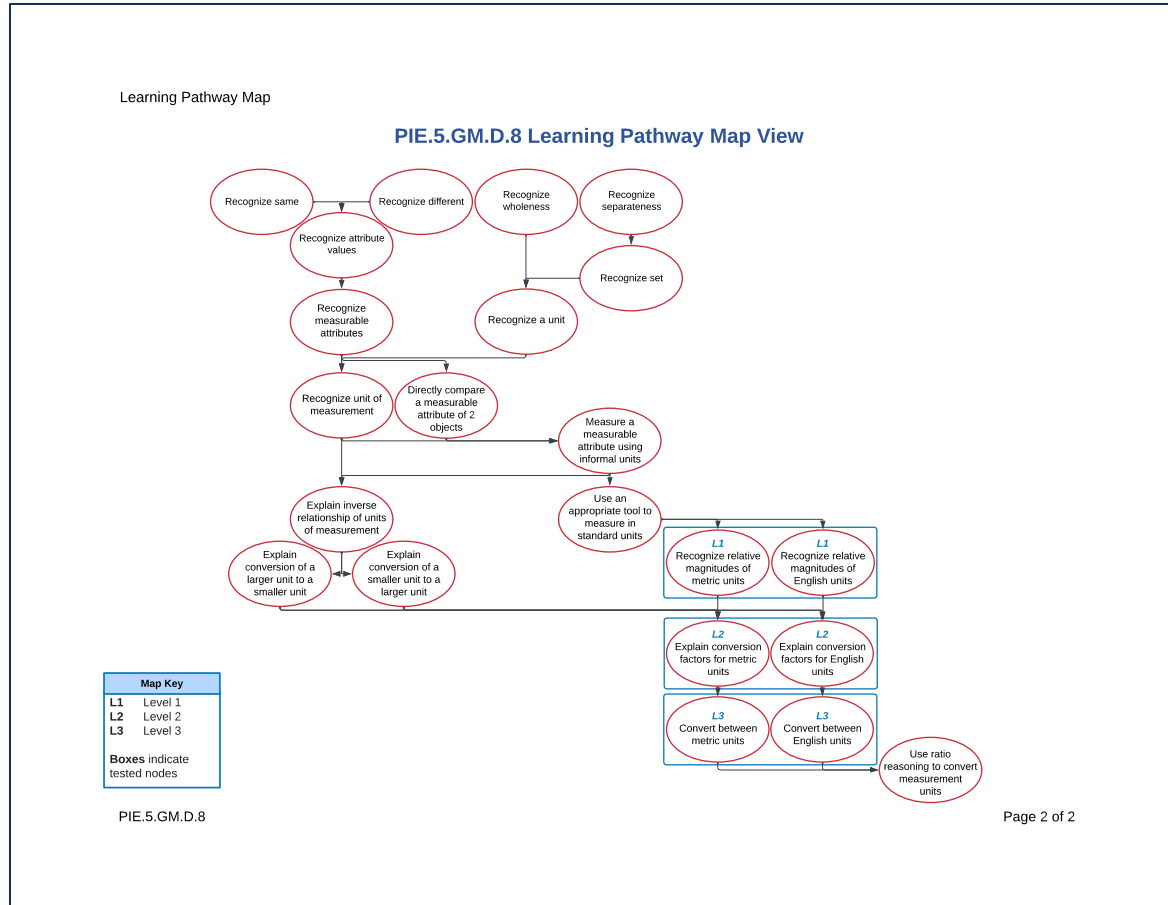 Learning Pathway Map
PIE.5.GM.D.8 Learning Pathway Map View
Recognize same
Recognize different
Recognize
wholeness
Recognize
separateness
Recognize attribute
values
Recognize set
Recognize
measurable
attributes
Recognize a unit
Recognize unit of
measurement
Directly compare
a measurable
attribute of 2
objects
Measure a
measurable
attribute using
informal units
Explain inverse
relationship of units
of measurement
Use an
appropriate tool to
measure in
standard units
Explain
conversion of a
larger unit to a
smaller unit
Explain
conversion of a
smaller unit to a
larger unit
L1
Recognize relative
magnitudes of
metric units
L1
Recognize relative
magnitudes of
English units
L2
Explain conversion
factors for metric
units
L2
Explain conversion
factors for English
units
L3
Convert between
metric units
L3
Convert between
English units
Use ratio
reasoning to convert
measurement
units
Map Key
L1 Level 1
L2 Level 2
L3 Level 3
Boxes indicate
tested nodes
PIE.5.GM.D.8
Page 2 of 2